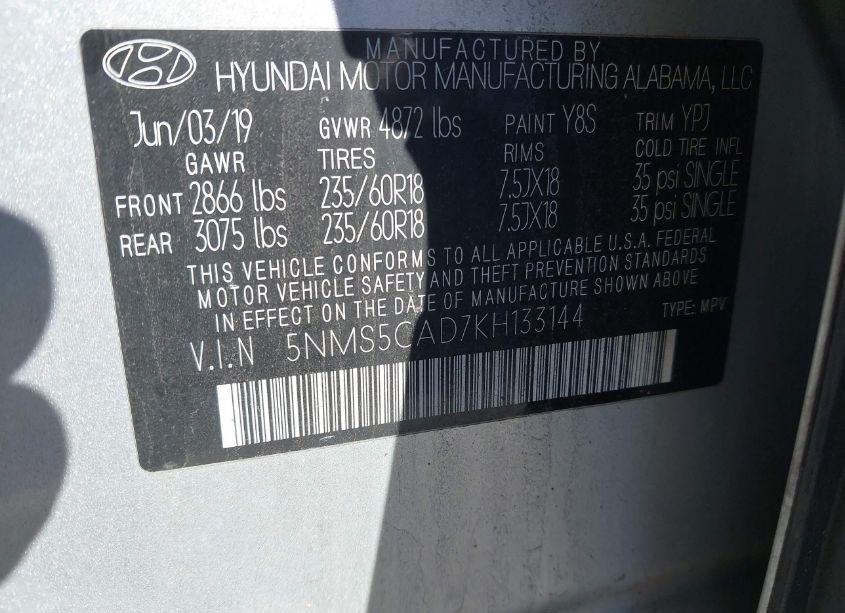 MANUFACTURED BY
HYUNDAI MOTOR MANUFACTURING ALABAMA, LLC
Jun/03/19 GVWR 4872 lbs PAINT Y8S TRIM YPJ
GAWR TIRES RIMS COLD TIRE INFL
FRONT 2866 lbs 235/60R18 7.5JX18 35 psi SINGLE
REAR 3075 lbs 235/60R18 7.5JX18 35 psi SINGLE
THIS VEHICLE CONFORMS TO ALL APPLICABLE U.S.A. FEDERAL
MOTOR VEHICLE SAFETY AND THEFT PREVENTION STANDARDS
IN EFFECT ON THE DATE OF MANUFACTURE SHOWN ABOVE
V.I.N 5NMS5CAD7KH133144 TYPE: MPV